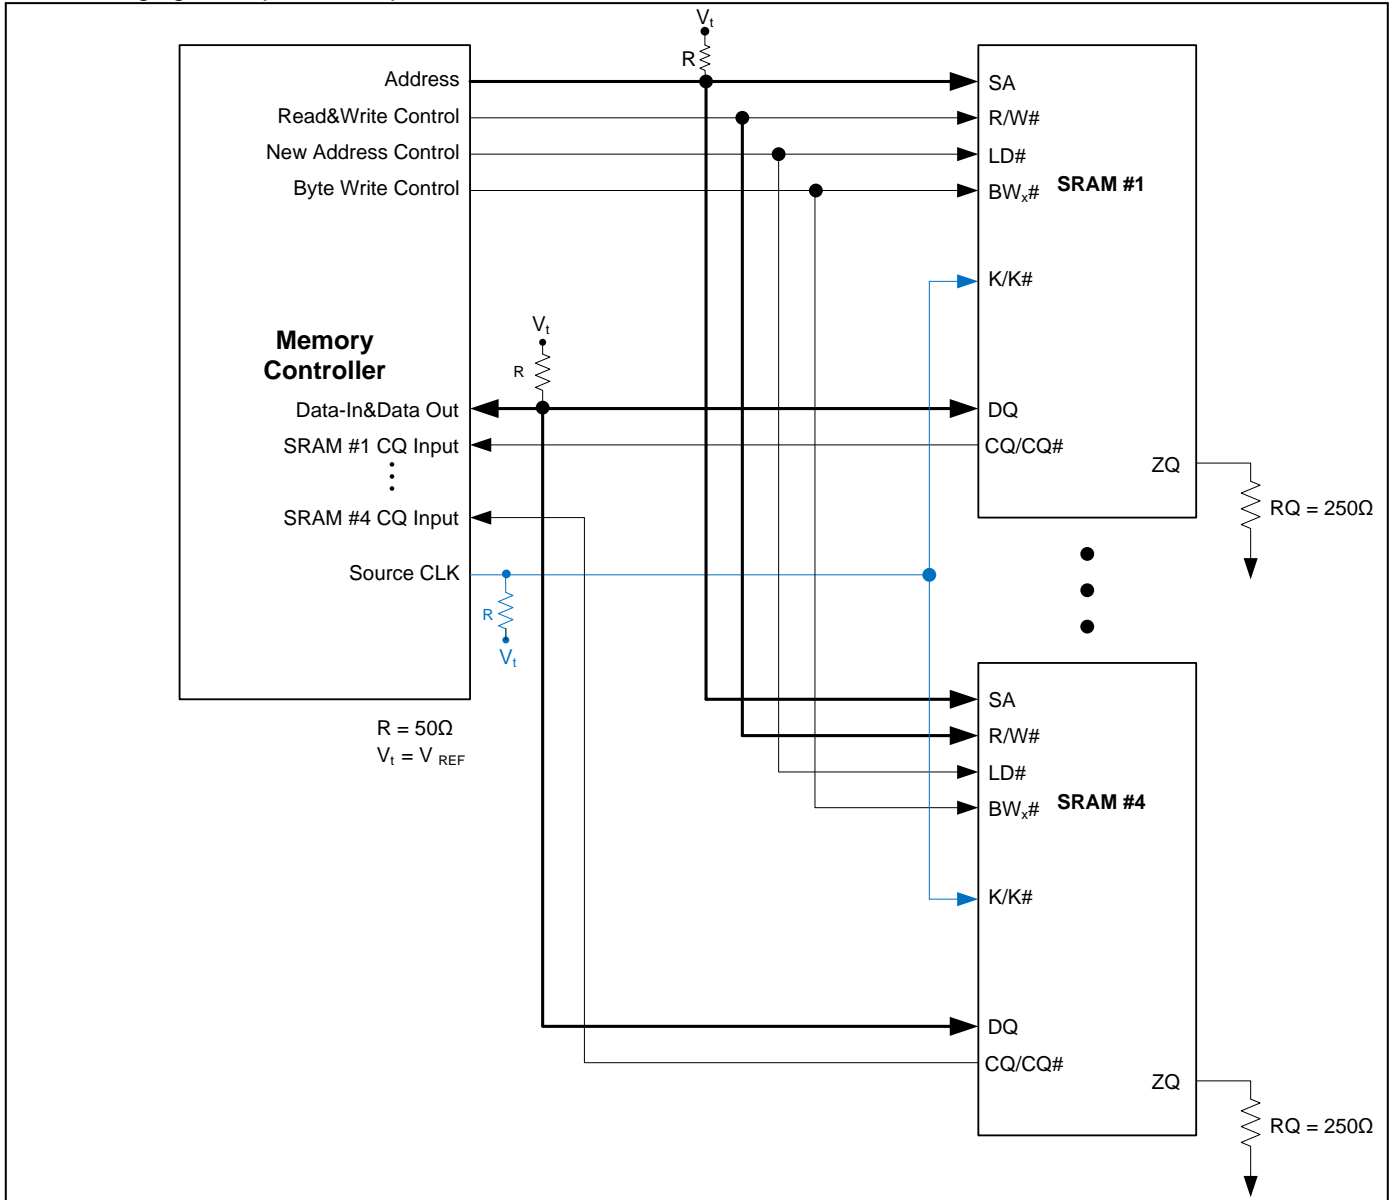 Vt
R
Address
Read&Write Control
New Address Control
Byte Write Control
SA
R/W#
LD#
BWx#
SRAM #1
K/K#
Vt
R
Memory
Controller
Data-In&Data Out
SRAM #1 CQ Input
SRAM #4 CQ Input
Source CLK
DQ
CQ/CQ#
ZQ
RQ = 250Ω
R
Vt
R = 50Ω
Vt = V REF
SA
R/W#
LD#
BWx#
SRAM #4
K/K#
DQ
CQ/CQ#
ZQ
RQ = 250Ω